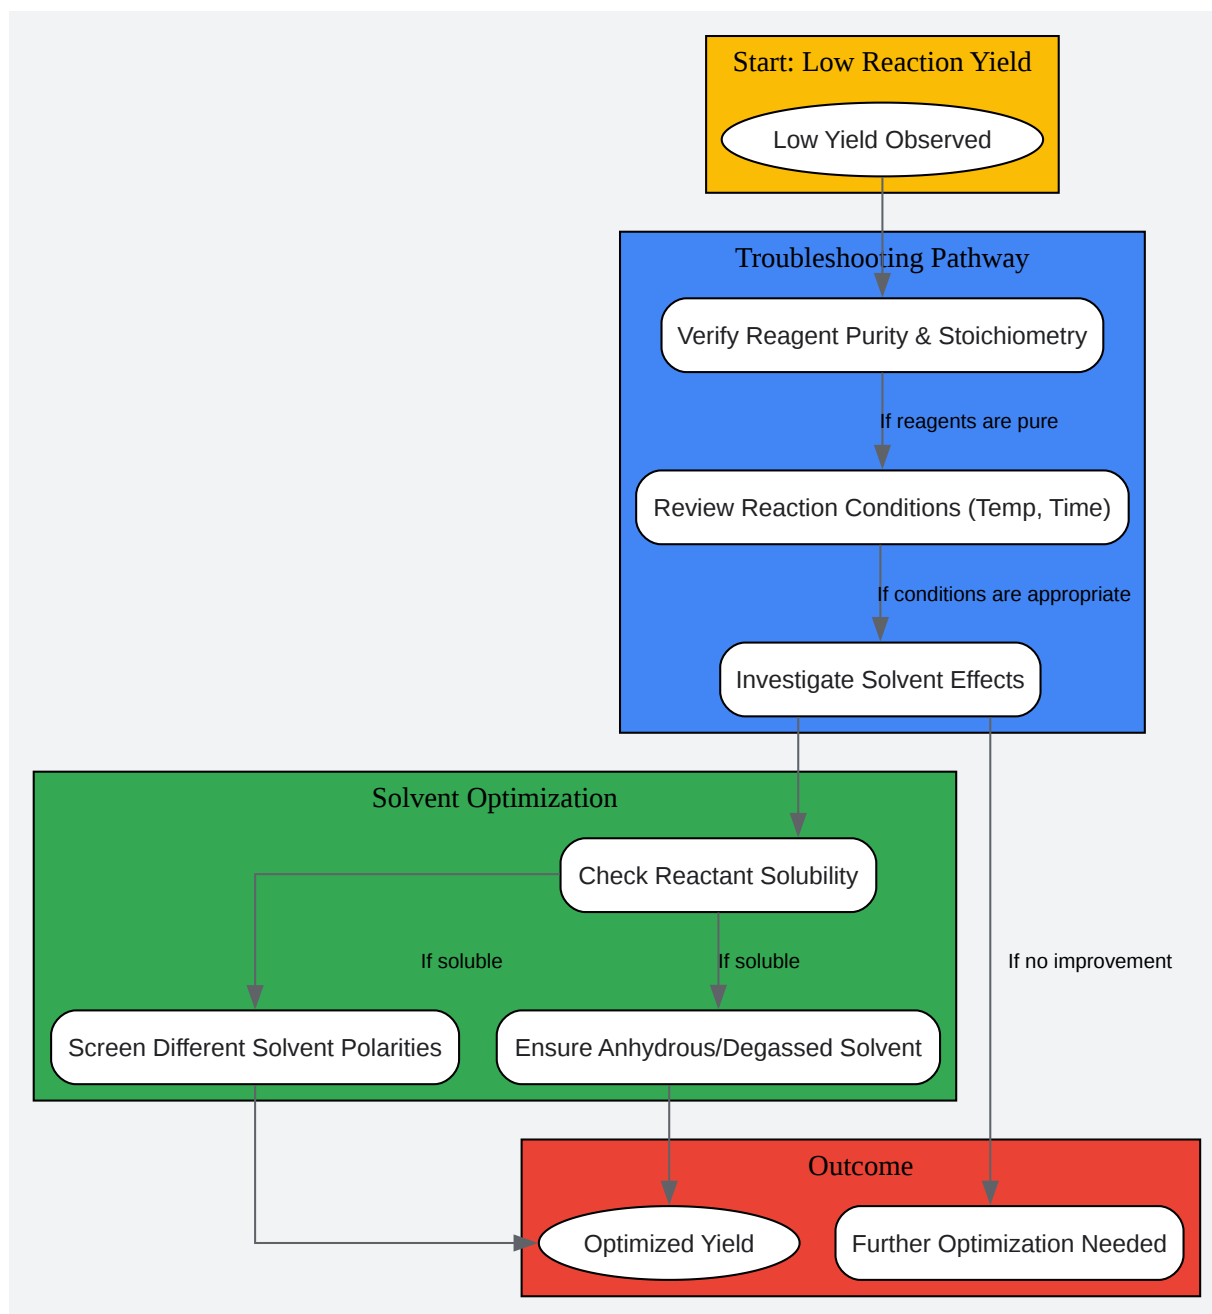 Start: Low Reaction Yield
Low Yield Observed
Troubleshooting Pathway
Verify Reagent Purity & Stoichiometry
If reagents are pure
Review Reaction Conditions (Temp, Time)
If conditions are appropriate
Investigate Solvent Effects
Solvent Optimization
Check Reactant Solubility
If soluble
If soluble
If no improvement
Screen Different Solvent Polarities
Ensure Anhydrous/Degassed Solvent
Outcome
Optimized Yield
Further Optimization Needed